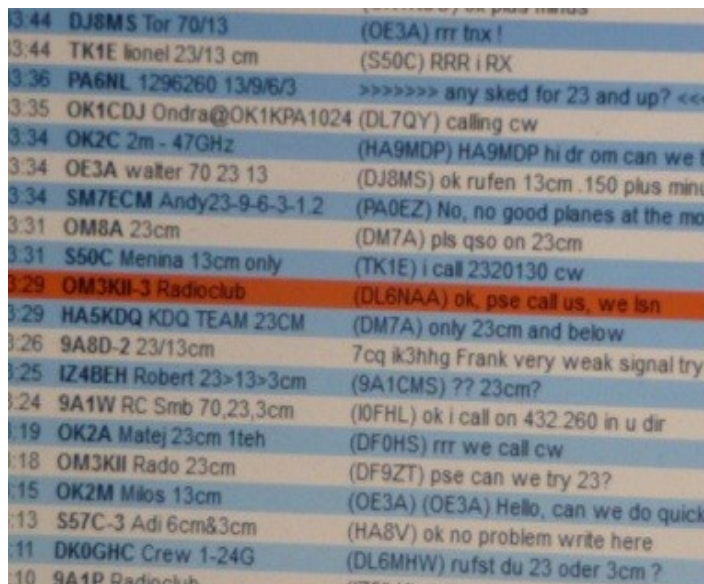 3:44 DJ8MS Tor 70/13 (OE3A) rrr tnx !
3:44 TK1E lionel 23/13 cm (S50C) RRR i RX
3:36 PA6NL 1296260 13/9/6/3 >>>>>>> any sked for 23 and up? <<<
3:35 OK1CDJ Ondra@OK1KPA1024 (DL7QY) calling cw
3:34 OK2C 2m - 47GHz (HA9MDP) HA9MDP hi dr om can we t
3:34 OE3A walter 70 23 13 (DJ8MS) ok rufen 13cm .150 plus minu
3:34 SM7ECM Andy23-9-6-3-1.2 (PA0EZ) No, no good planes at the mo
3:31 OM8A 23cm (DM7A) pls qso on 23cm
3:31 S50C Menina 13cm only (TK1E) i call 2320130 cw
3:29 OM3KII-3 Radioclub (DL6NAA) ok, pse call us, we lsn
3:29 HA5KDQ KDQ TEAM 23CM (DM7A) only 23cm and below
3:26 9A8D-2 23/13cm 7cq ik3hhg Frank very weak signal try
3:25 IZ4BEH Robert 23>13>3cm (9A1CMS) ?? 23cm?
3:24 9A1W RC Smb 70,23,3cm (I0FHL) ok i call on 432.260 in u dir
:19 OK2A Matej 23cm 1teh (DF0HS) rrr we call cw
:18 OM3KII Rado 23cm (DF9ZT) pse can we try 23?
:15 OK2M Milos 13cm (OE3A) (OE3A) Hello, can we do quick
:13 S57C-3 Adi 6cm&3cm (HA8V) ok no problem write here
:11 DK0GHC Crew 1-24G (DL6MHW) rufst du 23 oder 3cm ?
:10 9A1P Radioclub